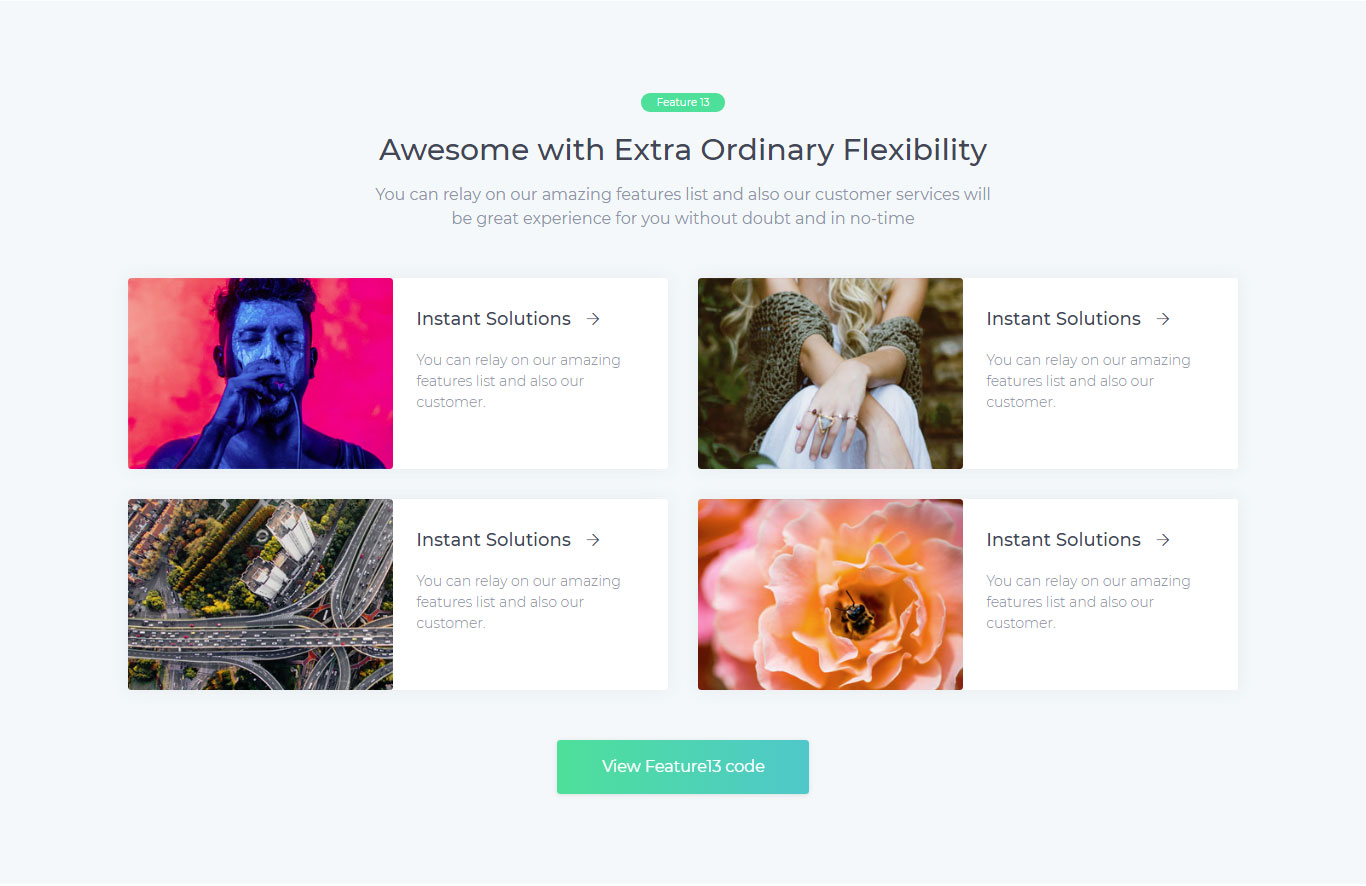 Feature 13
Awesome with Extra Ordinary Flexibility
You can relay on our amazing features list and also our customer services will
be great experience for you without doubt and in no-time
Instant Solutions →
You can relay on our amazing
features list and also our
customer.
Instant Solutions →
You can relay on our amazing
features list and also our
customer.
Instant Solutions →
You can relay on our amazing
features list and also our
customer.
Instant Solutions →
You can relay on our amazing
features list and also our
customer.
View Feature13 code